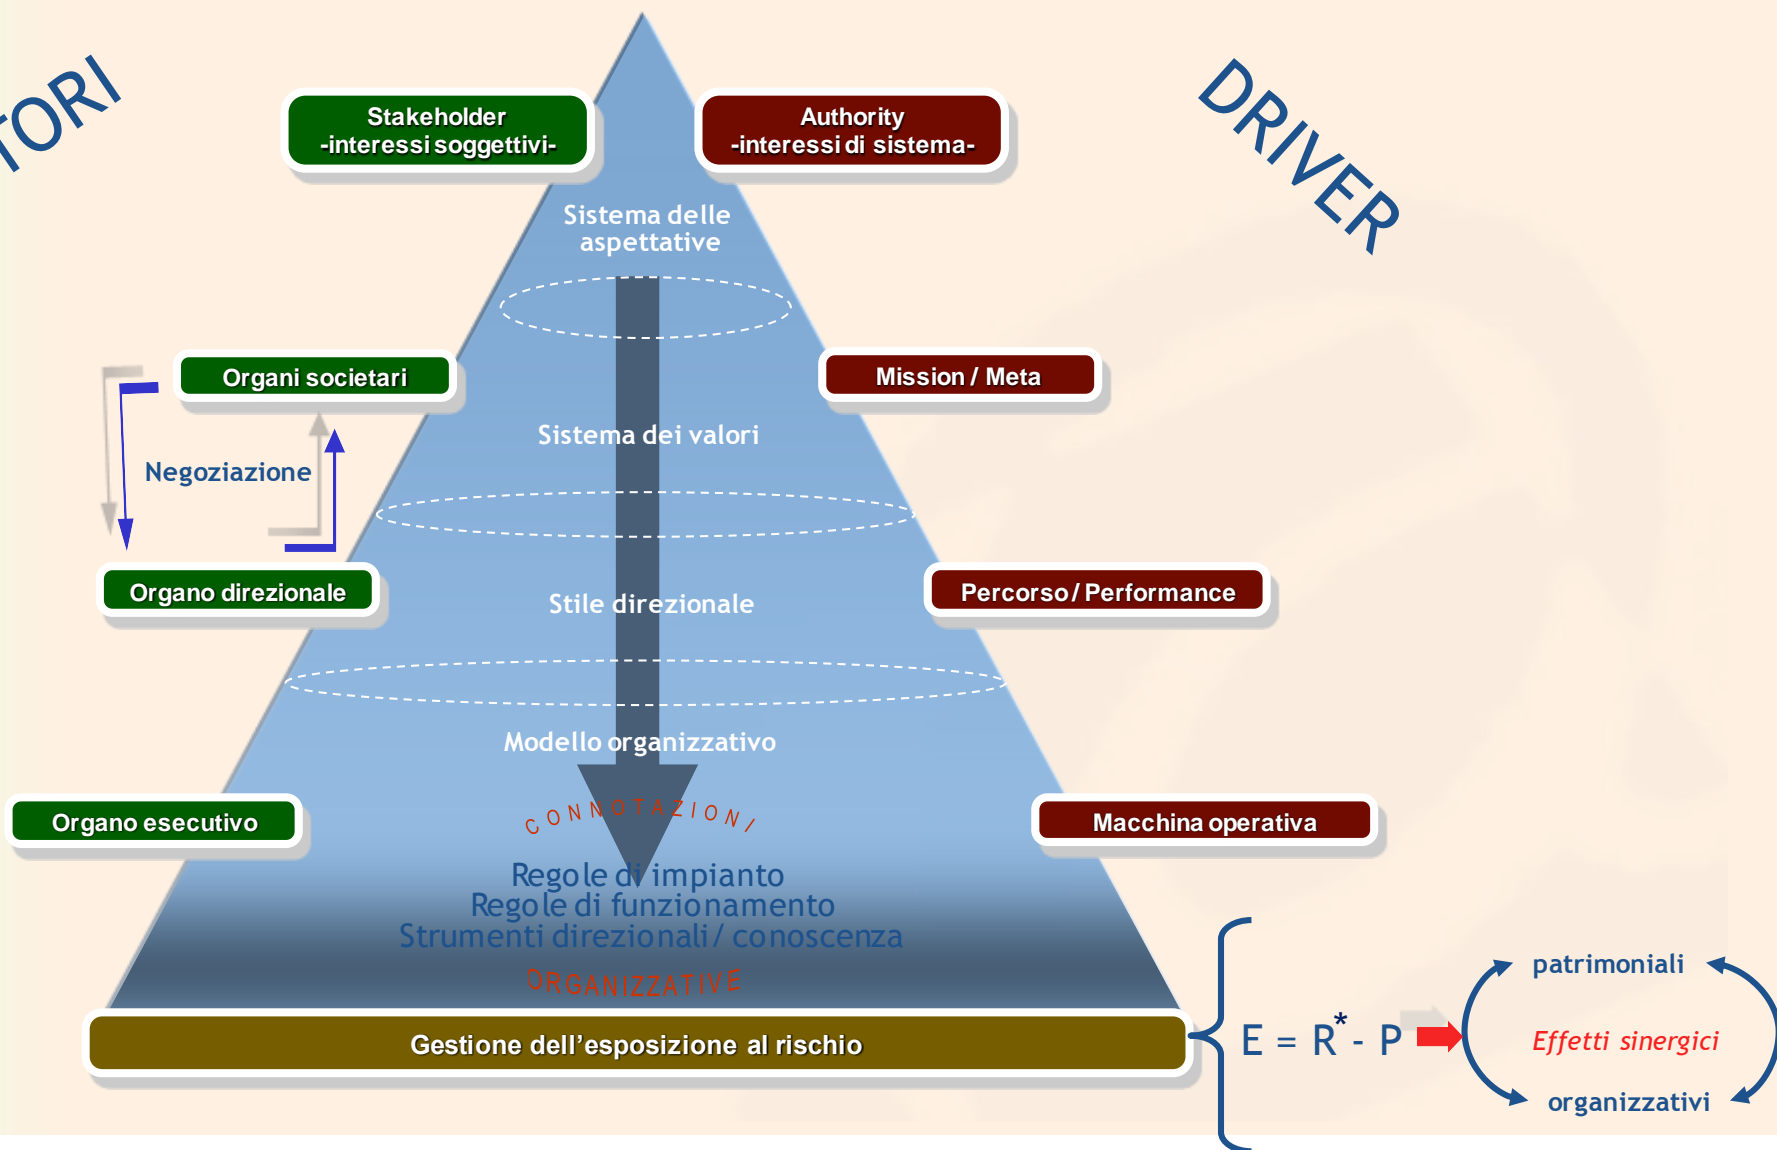 TORI
DRIVER
Stakeholder
-interessi soggettivi-
Authority
-interessi di sistema-
Sistema delle
aspettative
Organi societari
Mission / Meta
Sistema dei valori
Negoziazione
Organo direzionale
Stile direzionale
Percorso / Performance
Modello organizzativo
Organo esecutivo
CONNOTAZIONI
Macchina operativa
Regole di impianto
Regole di funzionamento
Strumenti direzionali / conoscenza
ORGANIZZATIVE
Gestione dell’esposizione al rischio
E = R* - P
patrimoniali
Effetti sinergici
organizzativi